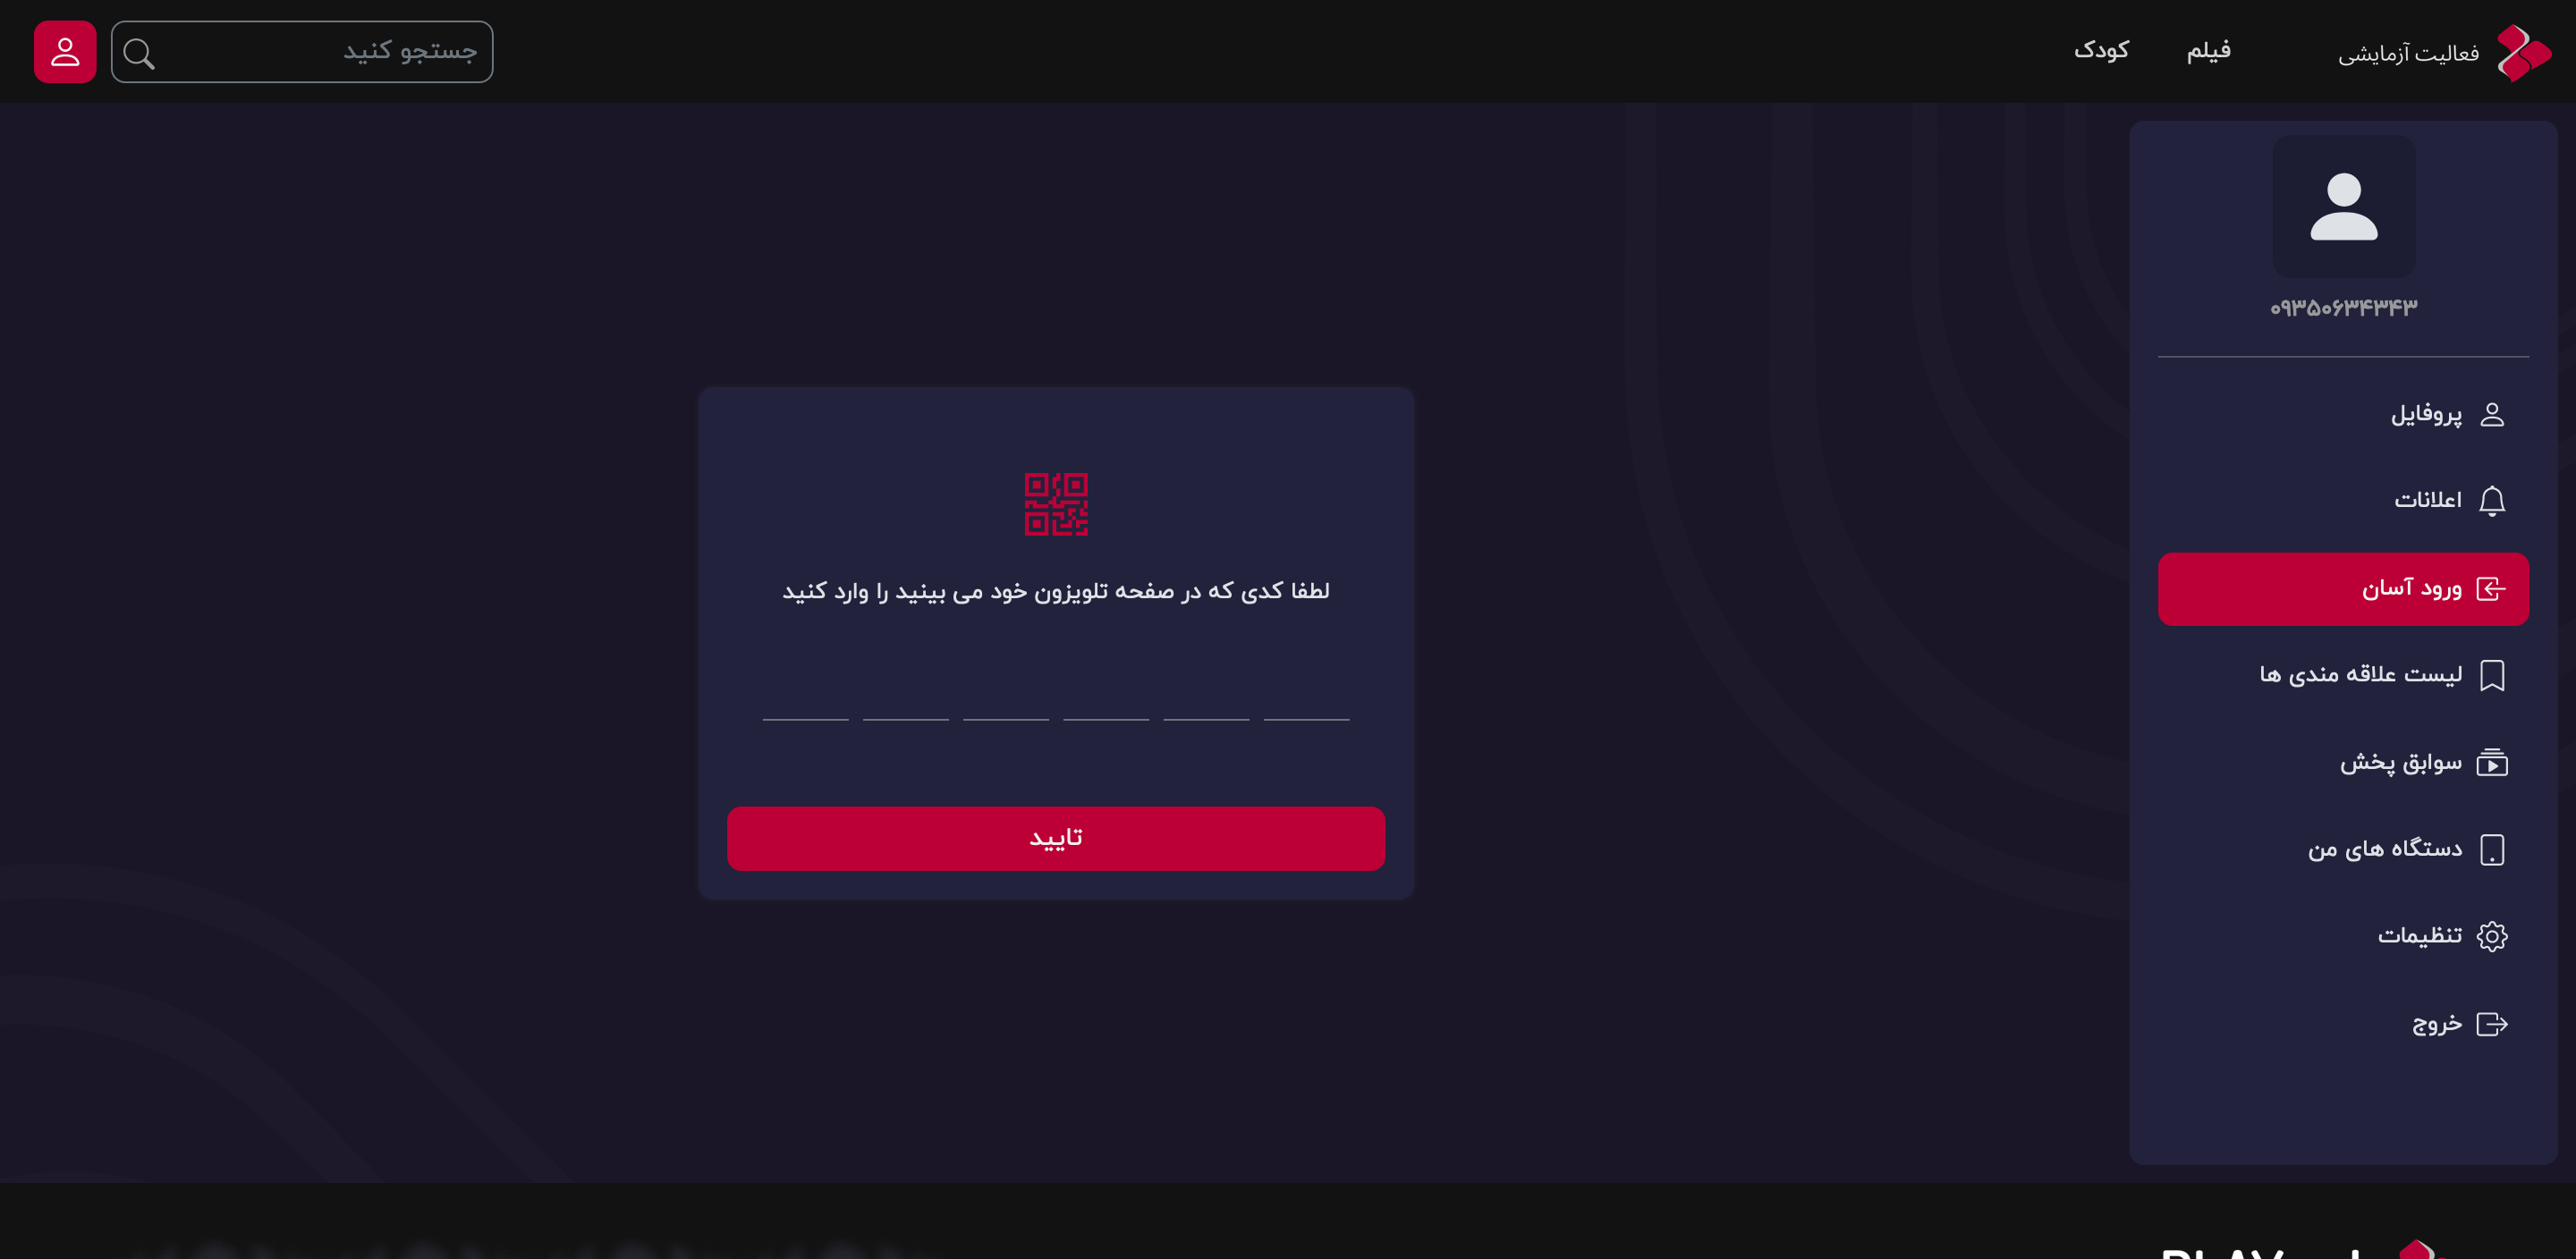 فعالیت آزمایشی
فیلم
کودک
جستجو کنید
۰۹۳۵۰۶۳۴۳۴۳
پروفایل
اعلانات
ورود آسان
لیست علاقه مندی ها
سوابق پخش
دستگاه های من
تنظیمات
خروج
لطفا کدی که در صفحه تلویزون خود می بینید را وارد کنید
تایید